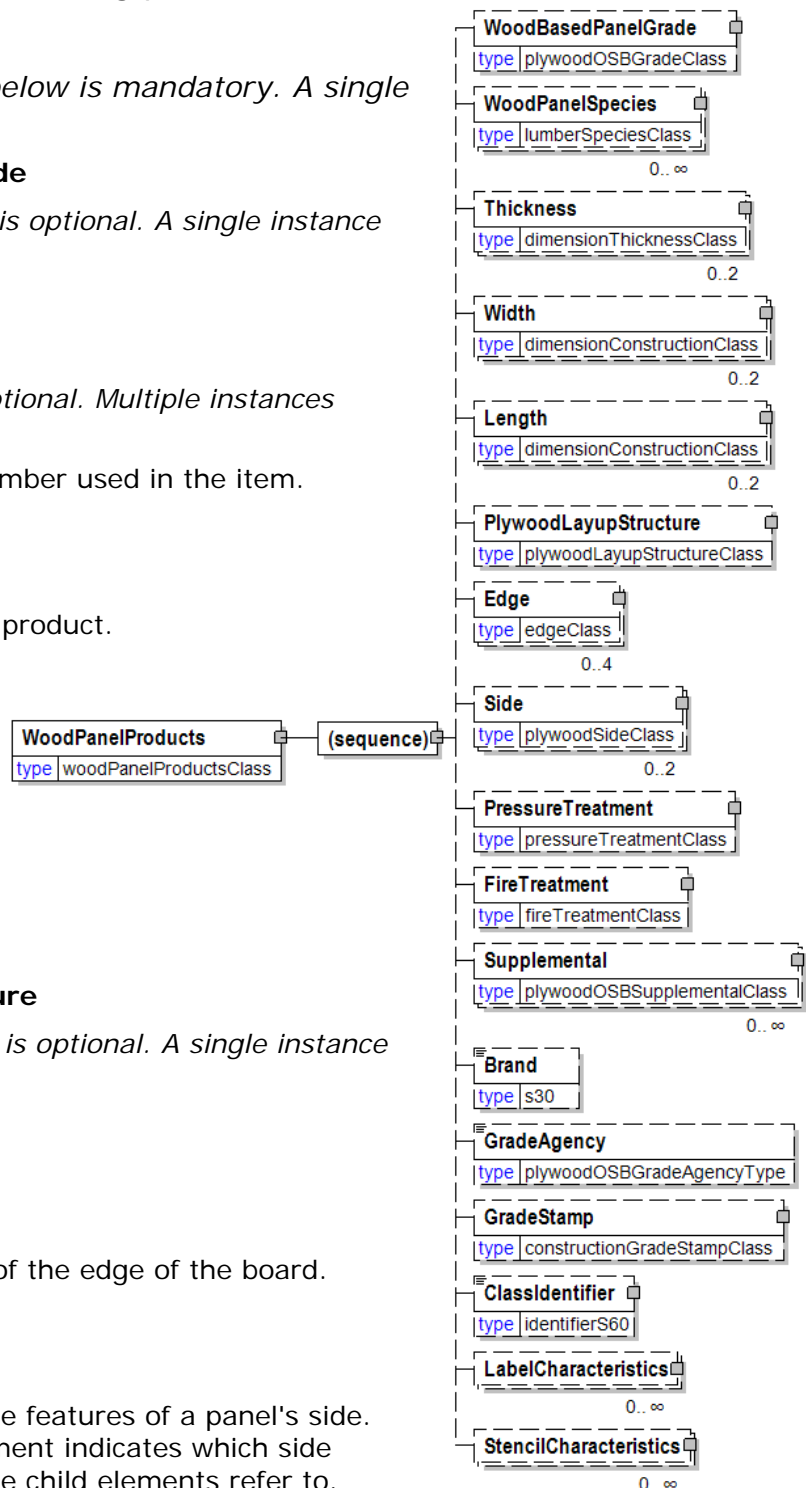 below is mandatory. A single
de
is optional. A single instance
tional. Multiple instances
mber used in the item.
product.
ure
is optional. A single instance
of the edge of the board.
e features of a panel's side.
ment indicates which side
e child elements refer to.
WoodPanelProducts
type woodPanelProductsClass
(sequence)
WoodBasedPanelGrade
type plywoodOSBGradeClass
WoodPanelSpecies
type lumberSpeciesClass
0.. ∞
Thickness
type dimensionThicknessClass
0..2
Width
type dimensionConstructionClass
0..2
Length
type dimensionConstructionClass
0..2
PlywoodLayupStructure
type plywoodLayupStructureClass
Edge
type edgeClass
0..4
Side
type plywoodSideClass
0..2
PressureTreatment
type pressureTreatmentClass
FireTreatment
type fireTreatmentClass
Supplemental
type plywoodOSBSupplementalClass
0.. ∞
Brand
type s30
GradeAgency
type plywoodOSBGradeAgencyType
GradeStamp
type constructionGradeStampClass
ClassIdentifier
type identifierS60
LabelCharacteristics
0.. ∞
StencilCharacteristics
0.. ∞